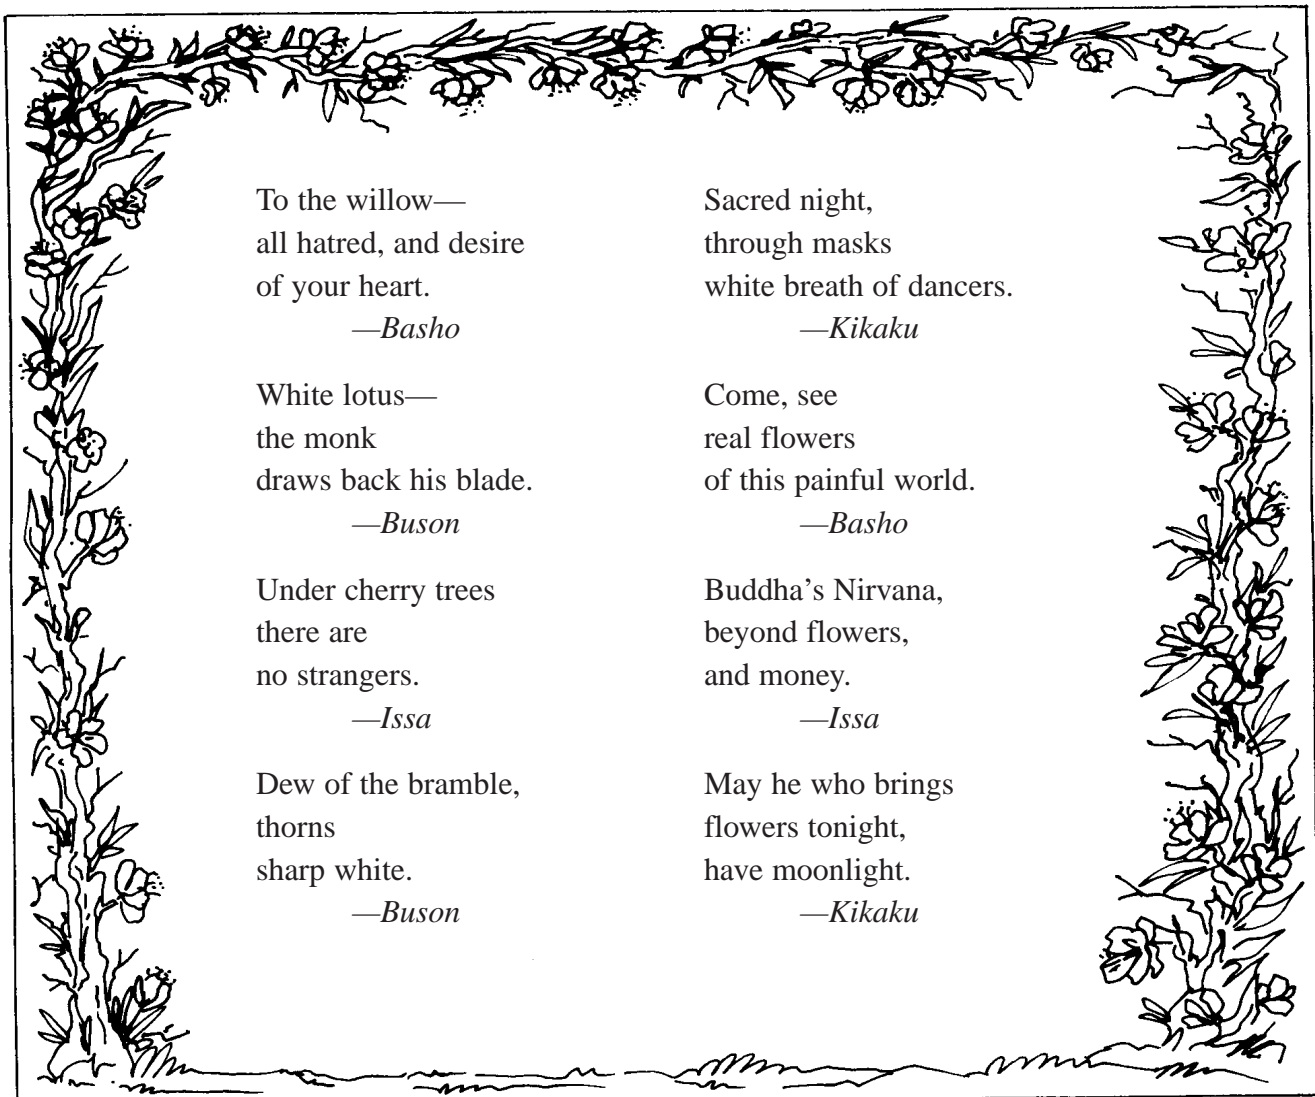 To the willow—
all hatred, and desire
of your heart.
—Basho
White lotus—
the monk
draws back his blade.
—Buson
Under cherry trees
there are
no strangers.
—Issa
Dew of the bramble,
thorns
sharp white.
—Buson
Sacred night,
through masks
white breath of dancers.
—Kikaku
Come, see
real flowers
of this painful world.
—Basho
Buddha’s Nirvana,
beyond flowers,
and money.
—Issa
May he who brings
flowers tonight,
have moonlight.
—Kikaku